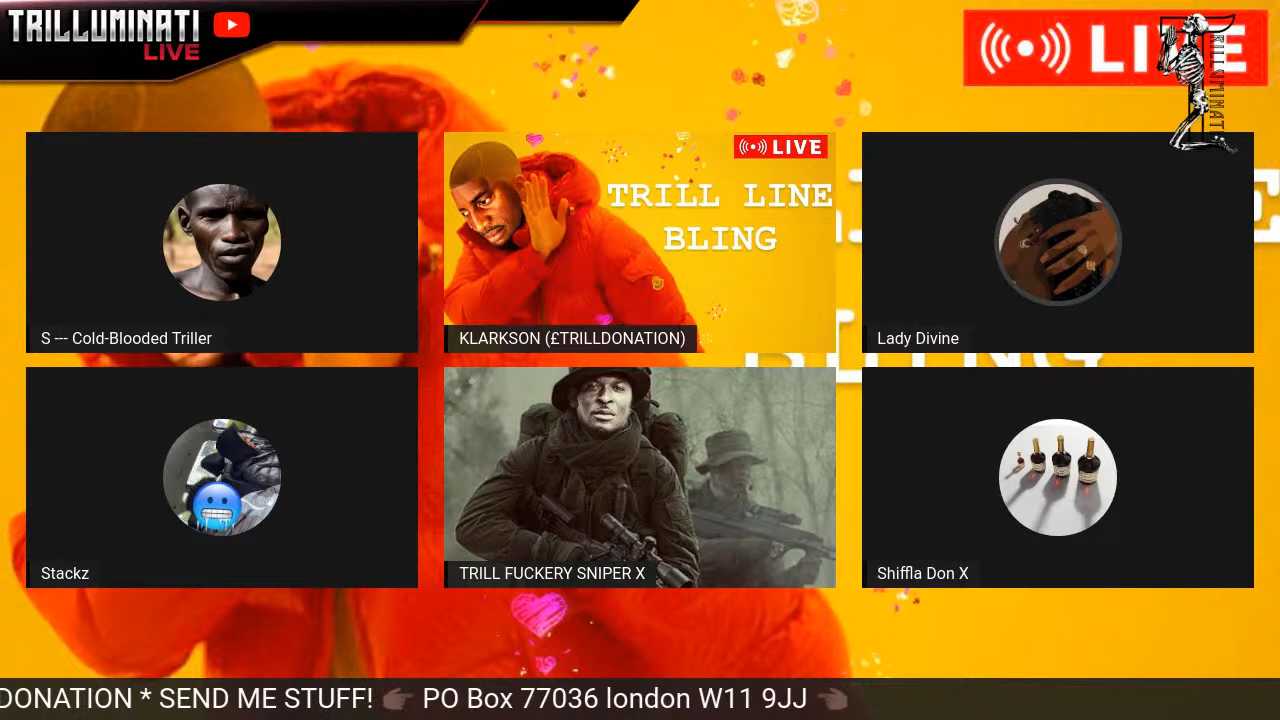 TRILLUMINATI
LIVE
LIVE
TRILLUMINATI
LIVE
TRILL LINE
BLING
S --- Cold-Blooded Triller
KLARKSON (£TRILLDONATION)
Lady Divine
Stackz
TRILL FUCKERY SNIPER X
Shiffla Don X
DONATION * SEND ME STUFF! 👉🏿 PO Box 77036 london W11 9JJ 👈🏿